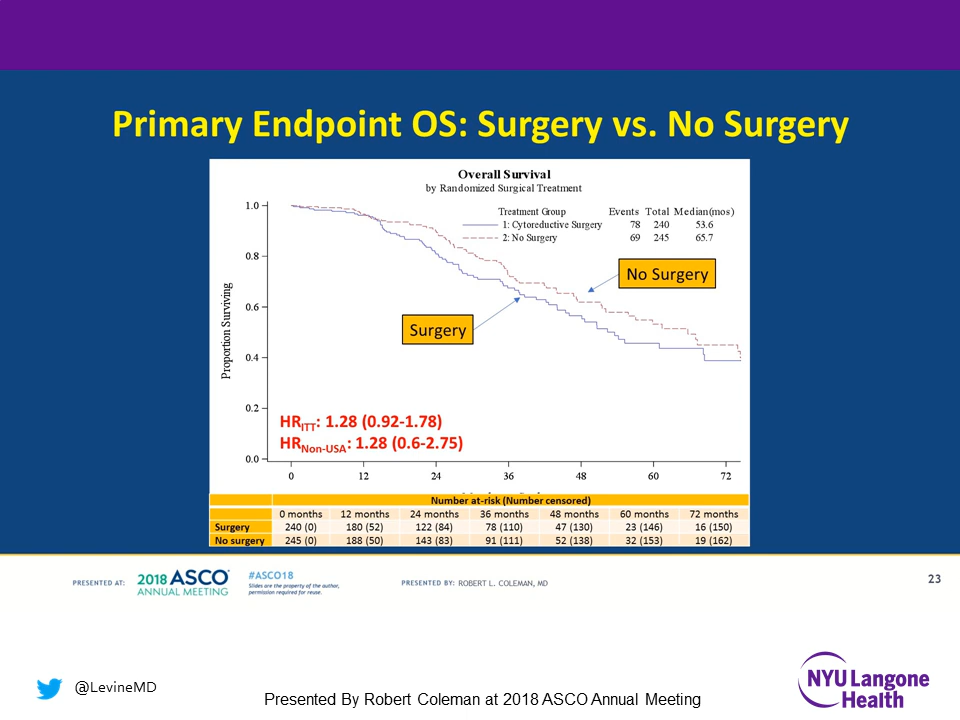 Primary Endpoint OS: Surgery vs. No Surgery
Overall Survival
by Randomized Surgical Treatment
Treatment Group Events Total Median(mos)
1: Cytoreductive Surgery 78 240 53.6
2: No Surgery 69 245 65.7
1.0
0.8
0.6
0.4
0.2
0.0
Proportion Surviving
No Surgery
Surgery
HRITT: 1.28 (0.92-1.78)
HRNon-USA: 1.28 (0.6-2.75)
0 12 24 36 48 60 72
Number at-risk (Number censored)
0 months 12 months 24 months 36 months 48 months 60 months 72 months
Surgery 240 (0) 180 (52) 122 (84) 78 (110) 47 (130) 23 (146) 16 (150)
No surgery 245 (0) 188 (50) 143 (83) 91 (111) 52 (138) 32 (153) 19 (162)
PRESENTED AT: 2018 ASCO
ANNUAL MEETING
#ASCO18
Slides are the property of the author,
permission required for reuse.
PRESENTED BY: ROBERT L. COLEMAN, MD
23
@LevineMD
Presented By Robert Coleman at 2018 ASCO Annual Meeting
NYU Langone
Health